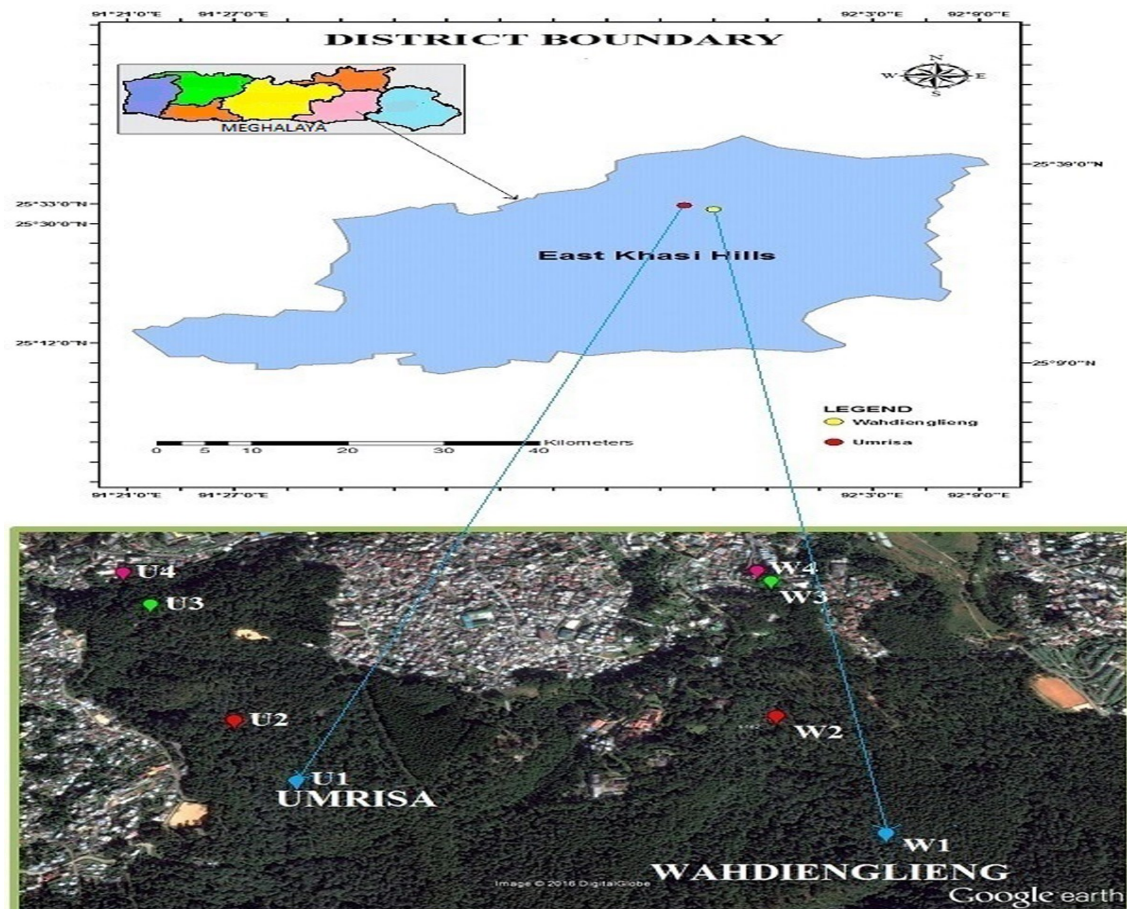 91°21'0"E 91°27'0"E 92°3'0"E 92°9'0"E
DISTRICT BOUNDARY
N
W E
S
MEGHALAYA
25°39'0"N
25°33'0"N
25°30'0"N
East Khasi Hills
25°12'0"N
25°9'0"N
LEGEND
Wahdienglieng
Umrisa
Kilometers
0 5 10 20 30 40
91°21'0"E 91°27'0"E 92°3'0"E 92°9'0"E
U4 W4
U3 W3
U2 W2
U1
UMRISA
W1
WAHDIENGLIENG
Image © 2016 DigitalGlobe
Google earth